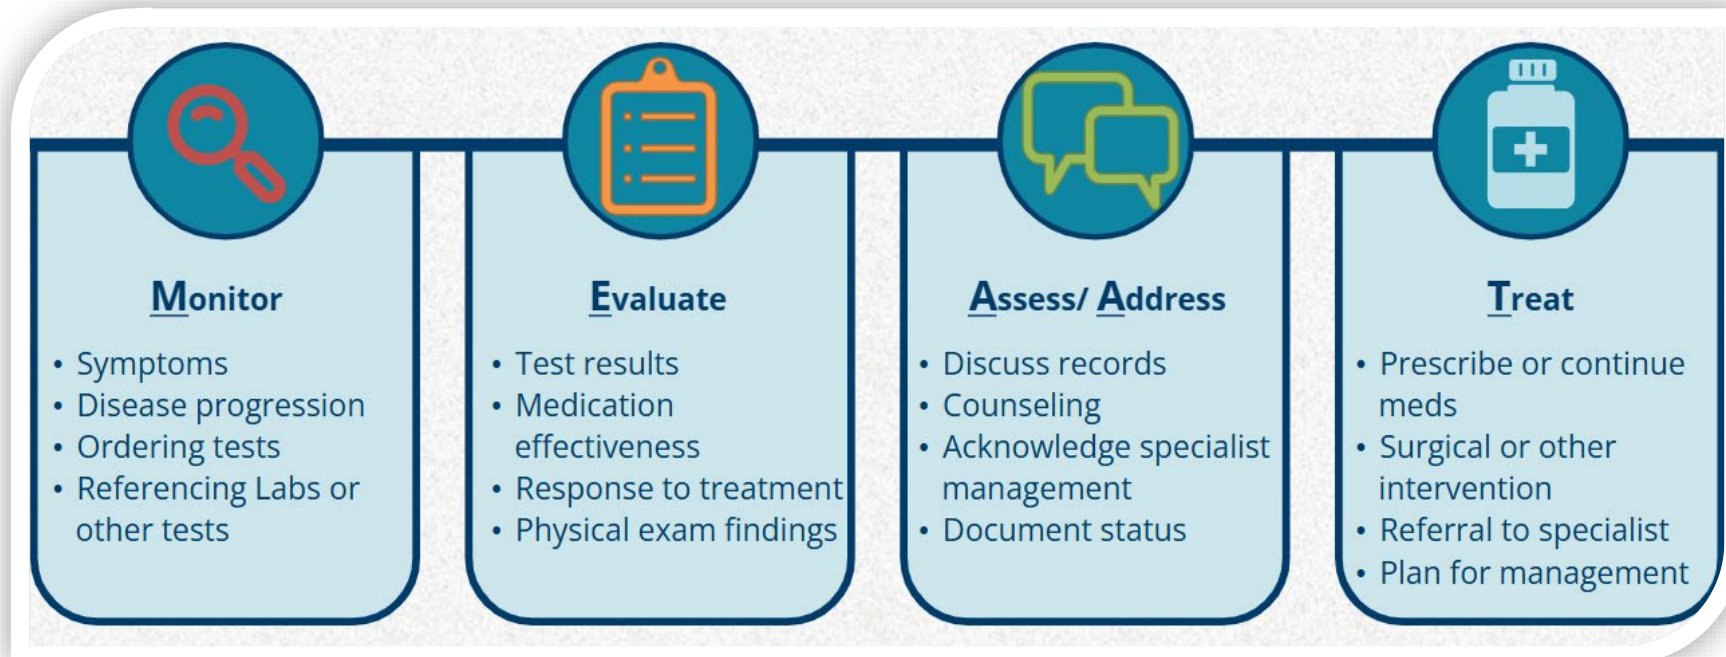 Monitor
• Symptoms
• Disease progression
• Ordering tests
• Referencing Labs or
other tests
Evaluate
• Test results
• Medication
effectiveness
• Response to treatment
• Physical exam findings
Assess/ Address
• Discuss records
• Counseling
• Acknowledge specialist
management
• Document status
Treat
• Prescribe or continue
meds
• Surgical or other
intervention
• Referral to specialist
• Plan for management